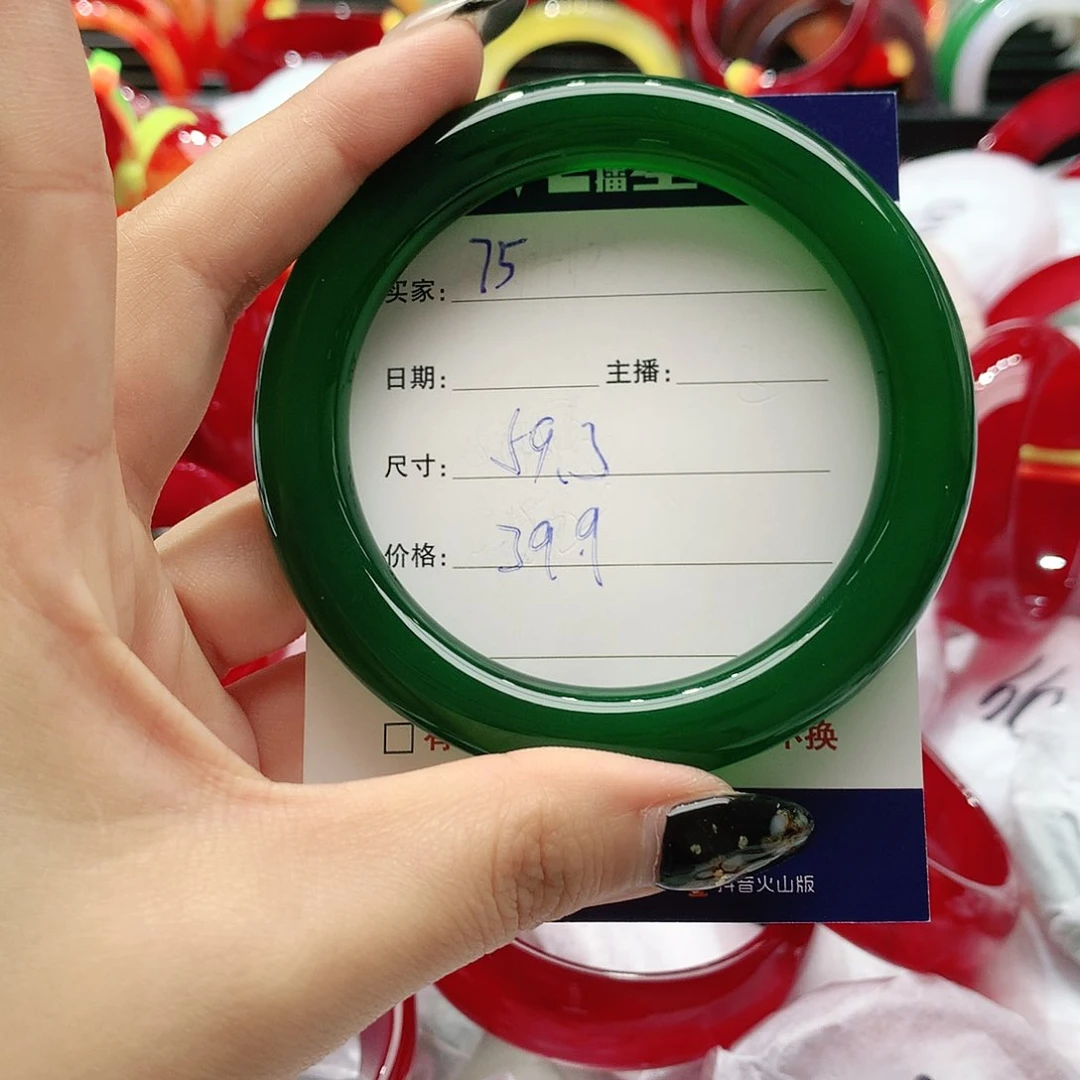 播
买家: 75
日期: 主播:
尺寸: 59.3
价格: 39.9
不换
抖音火山版